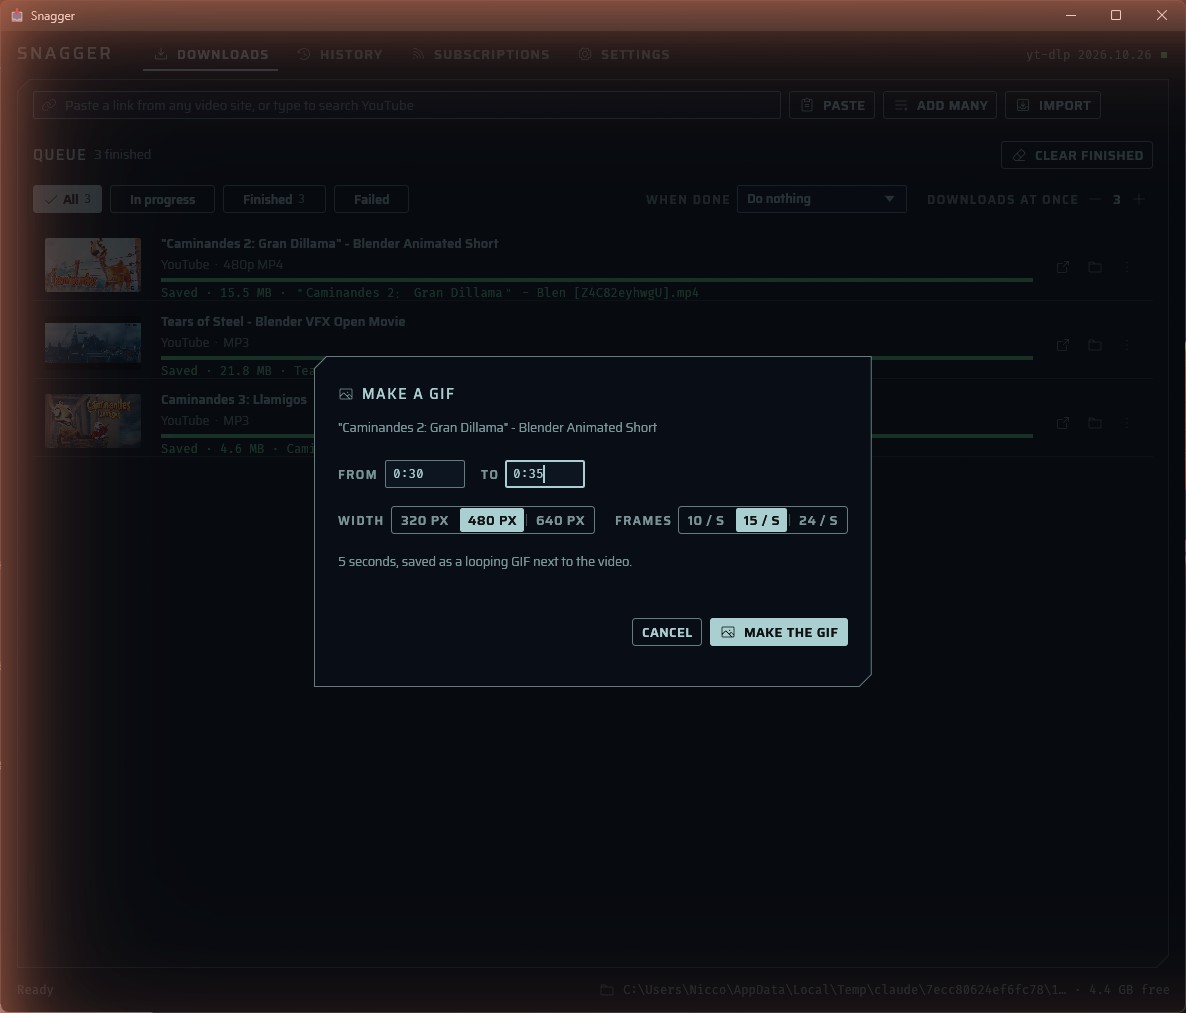 Snagger
SNAGGER DOWNLOADS HISTORY SUBSCRIPTIONS SETTINGS yt-dlp 2026.10.26
Paste a link from any video site, or type to search YouTube PASTE ADD MANY IMPORT
QUEUE 3 finished CLEAR FINISHED
All 3 In progress Finished 3 Failed WHEN DONE Do nothing DOWNLOADS AT ONCE − 3 +
"Caminandes 2: Gran Dillama" - Blender Animated Short
YouTube · 480p MP4
Saved · 15.5 MB · "Caminandes 2： Gran Dillama" - Blen [Z4C82eyhwgU].mp4
Tears of Steel - Blender VFX Open Movie
YouTube · MP3
Saved · 21.8 MB · Tea
Caminandes 3: Llamigos
YouTube · MP3
Saved · 4.6 MB · Cami
MAKE A GIF
"Caminandes 2: Gran Dillama" - Blender Animated Short
FROM 0:30 TO 0:35
WIDTH 320 PX 480 PX 640 PX FRAMES 10 / S 15 / S 24 / S
5 seconds, saved as a looping GIF next to the video.
CANCEL MAKE THE GIF
Ready C:\Users\Nicco\AppData\Local\Temp\claude\7ecc80624ef6fc78\1… · 4.4 GB free